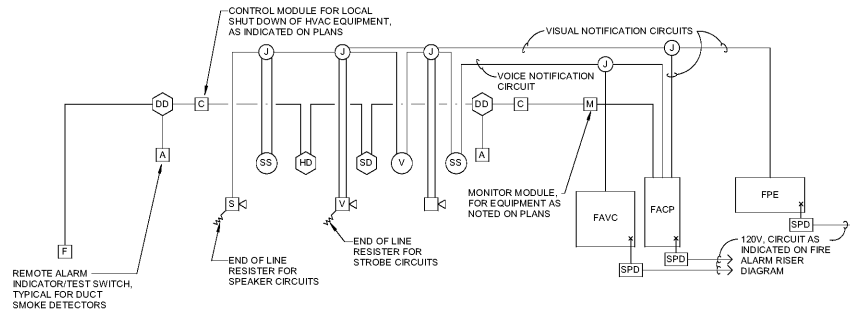 CONTROL MODULE FOR LOCAL
SHUT DOWN OF HVAC EQUIPMENT,
AS INDICATED ON PLANS
VISUAL NOTIFICATION CIRCUITS
J
J
J
J
J
VOICE NOTIFICATION
CIRCUIT
DD
C
DD
C
M
A
SS
HD
SD
V
SS
A
S
V
MONITOR MODULE,
FOR EQUIPMENT AS
NOTED ON PLANS
FAVC
FACP
FPE
SPD
F
END OF LINE
RESISTER FOR
SPEAKER CIRCUITS
END OF LINE
RESISTER FOR
STROBE CIRCUITS
120V, CIRCUIT AS
INDICATED ON FIRE
ALARM RISER
DIAGRAM
SPD
SPD
REMOTE ALARM
INDICATOR/TEST SWITCH,
TYPICAL FOR DUCT
SMOKE DETECTORS